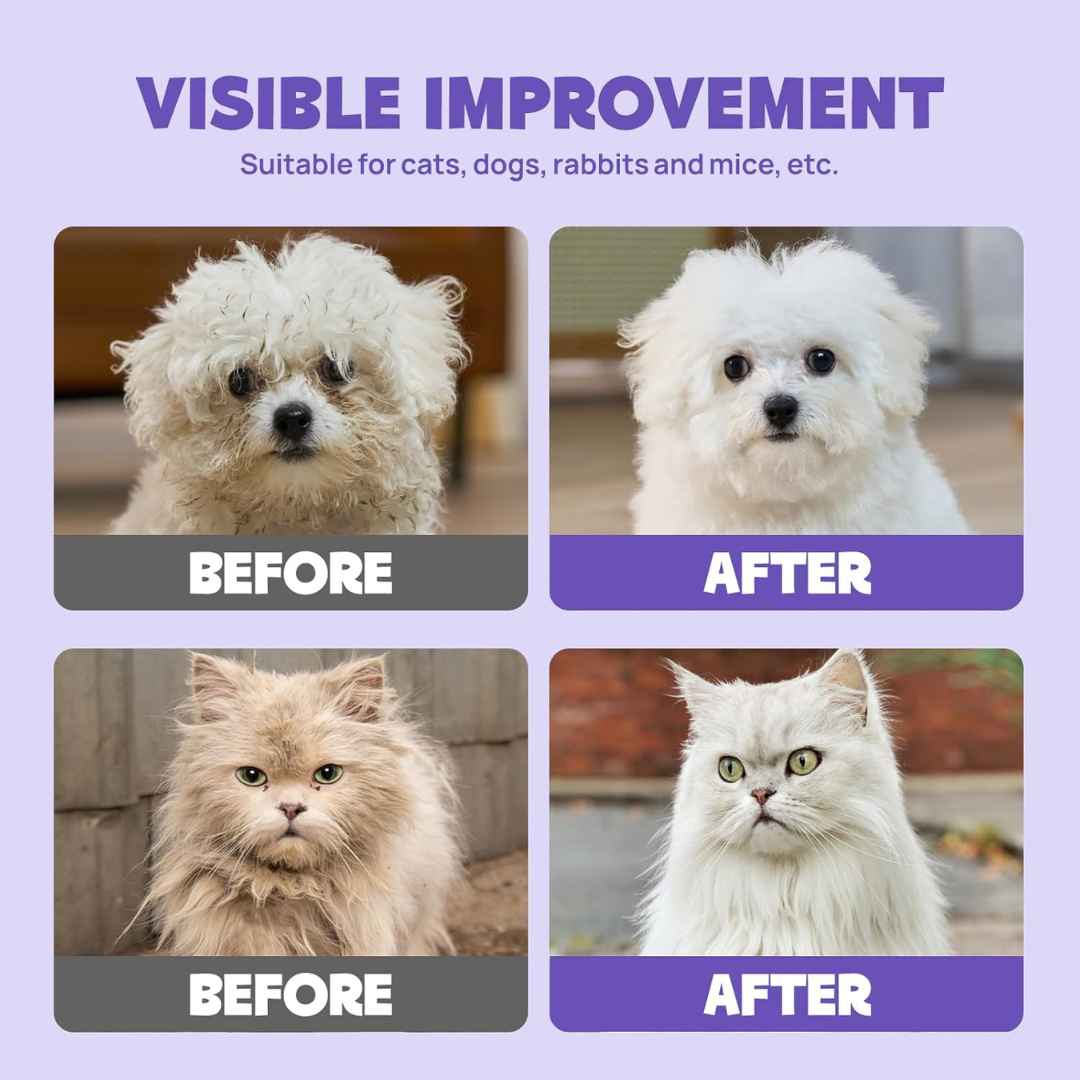 VISIBLE IMPROVEMENT
Suitable for cats, dogs, rabbits and mice, etc.
BEFORE
AFTER
BEFORE
AFTER